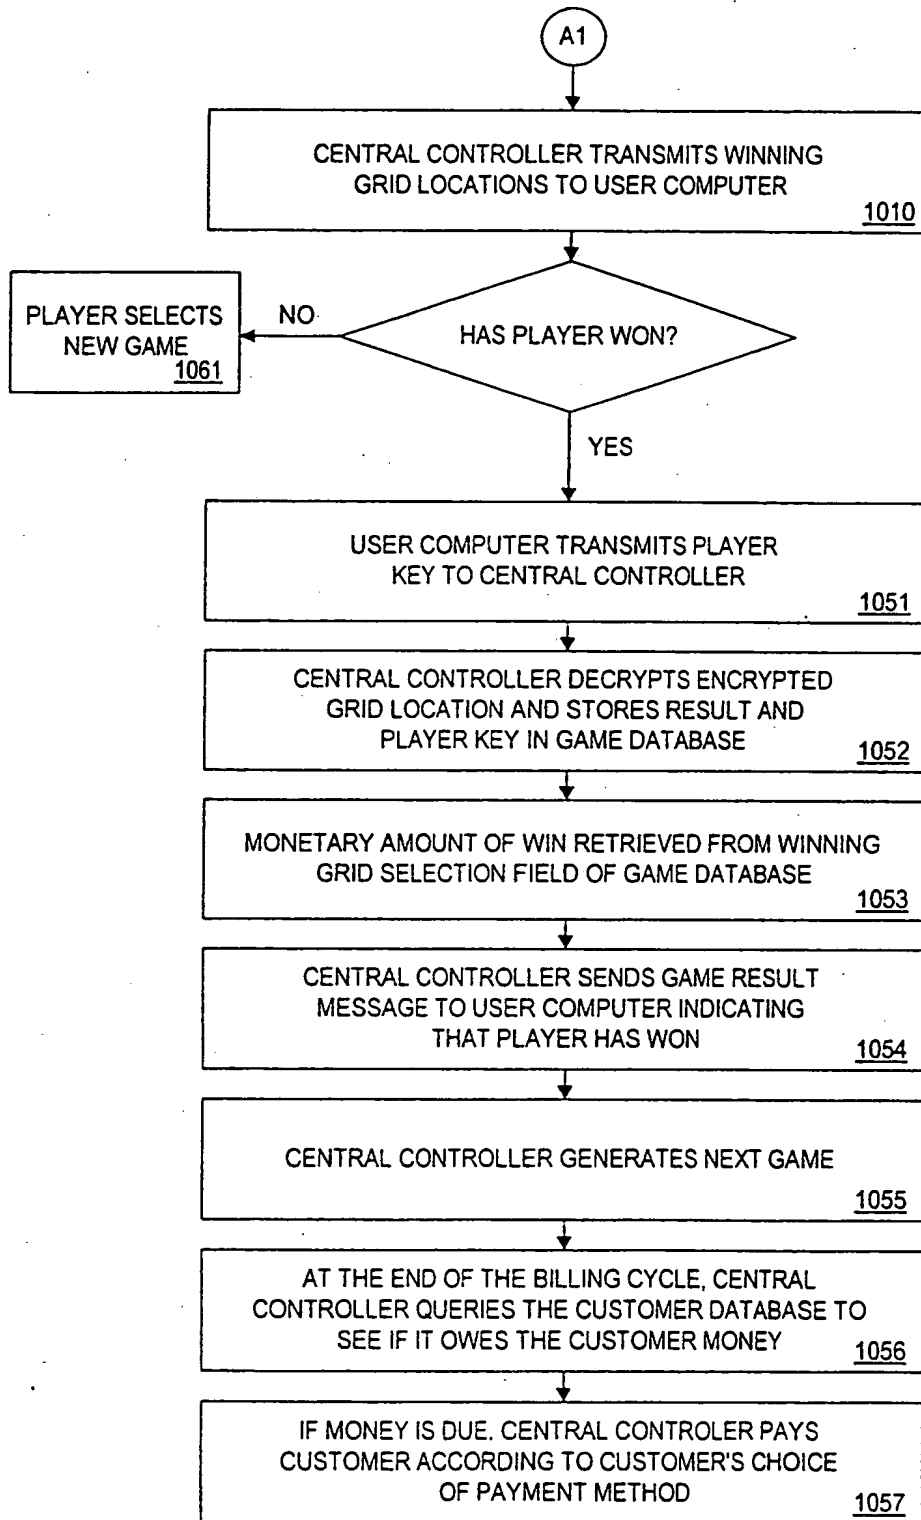 A1
CENTRAL CONTROLLER TRANSMITS WINNING
GRID LOCATIONS TO USER COMPUTER
1010
HAS PLAYER WON?
NO
PLAYER SELECTS
NEW GAME
1061
YES
USER COMPUTER TRANSMITS PLAYER
KEY TO CENTRAL CONTROLLER
1051
CENTRAL CONTROLLER DECRYPTS ENCRYPTED
GRID LOCATION AND STORES RESULT AND
PLAYER KEY IN GAME DATABASE
1052
MONETARY AMOUNT OF WIN RETRIEVED FROM WINNING
GRID SELECTION FIELD OF GAME DATABASE
1053
CENTRAL CONTROLLER SENDS GAME RESULT
MESSAGE TO USER COMPUTER INDICATING
THAT PLAYER HAS WON
1054
CENTRAL CONTROLLER GENERATES NEXT GAME
1055
AT THE END OF THE BILLING CYCLE, CENTRAL
CONTROLLER QUERIES THE CUSTOMER DATABASE TO
SEE IF IT OWES THE CUSTOMER MONEY
1056
IF MONEY IS DUE. CENTRAL CONTROLER PAYS
CUSTOMER ACCORDING TO CUSTOMER'S CHOICE
OF PAYMENT METHOD
1057